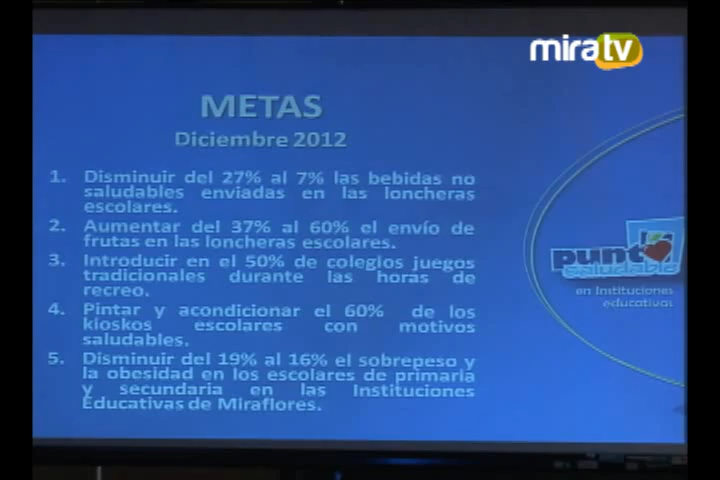 miratv
METAS
Diciembre 2012
1. Disminuir del 27% al 7% las bebidas no
saludables enviadas en las loncheras
escolares.
2. Aumentar del 37% al 60% el envío de
frutas en las loncheras escolares.
3. Introducir en el 50% de colegios juegos
tradicionales durante las horas de
recreo.
4. Pintar y acondicionar el 60% de los
kioskos escolares con motivos
saludables.
5. Disminuir del 19% al 16% el sobrepeso y
la obesidad en los escolares de primaria
y secundaria en las Instituciones
Educativas de Miraflores.
punto
saludable
en Instituciones
educativas